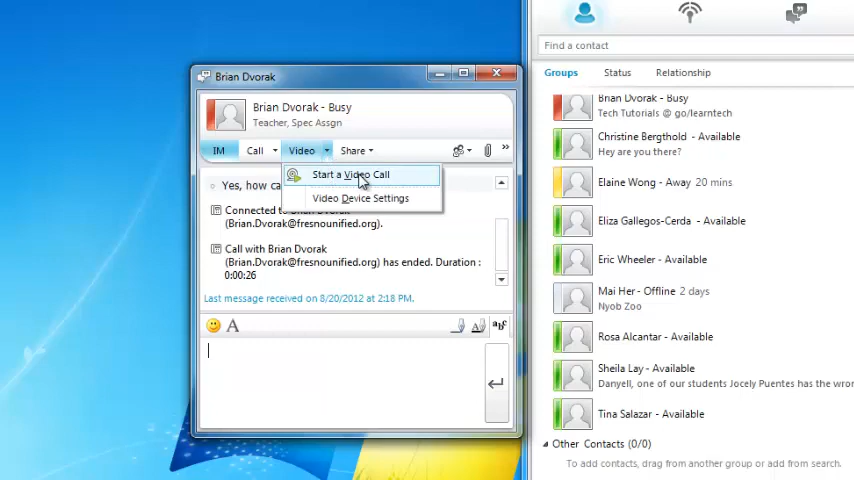 Brian Dvorak
Brian Dvorak - Busy
Teacher, Spec Assgn
IM Call Video Share »
Start a Video Call
Video Device Settings
Yes, how
Connected to
(Brian.Dvorak@fresnounified.org).
Call with Brian Dvorak
(Brian.Dvorak@fresnounified.org) has ended. Duration :
0:00:26
Last message received on 8/20/2012 at 2:18 PM.
A A abc
Find a contact
Groups Status Relationship
Brian Dvorak - Busy
Tech Tutorials @ go/learntech
Christine Bergthold - Available
Hey are you there?
Elaine Wong - Away 20 mins
Eliza Gallegos-Cerda - Available
Eric Wheeler - Available
Mai Her - Offline 2 days
Nyob Zoo
Rosa Alcantar - Available
Sheila Lay - Available
Danyell, one of our students Jocely Puentes has the wro
Tina Salazar - Available
Other Contacts (0/0)
To add contacts, drag from another group or add from search.